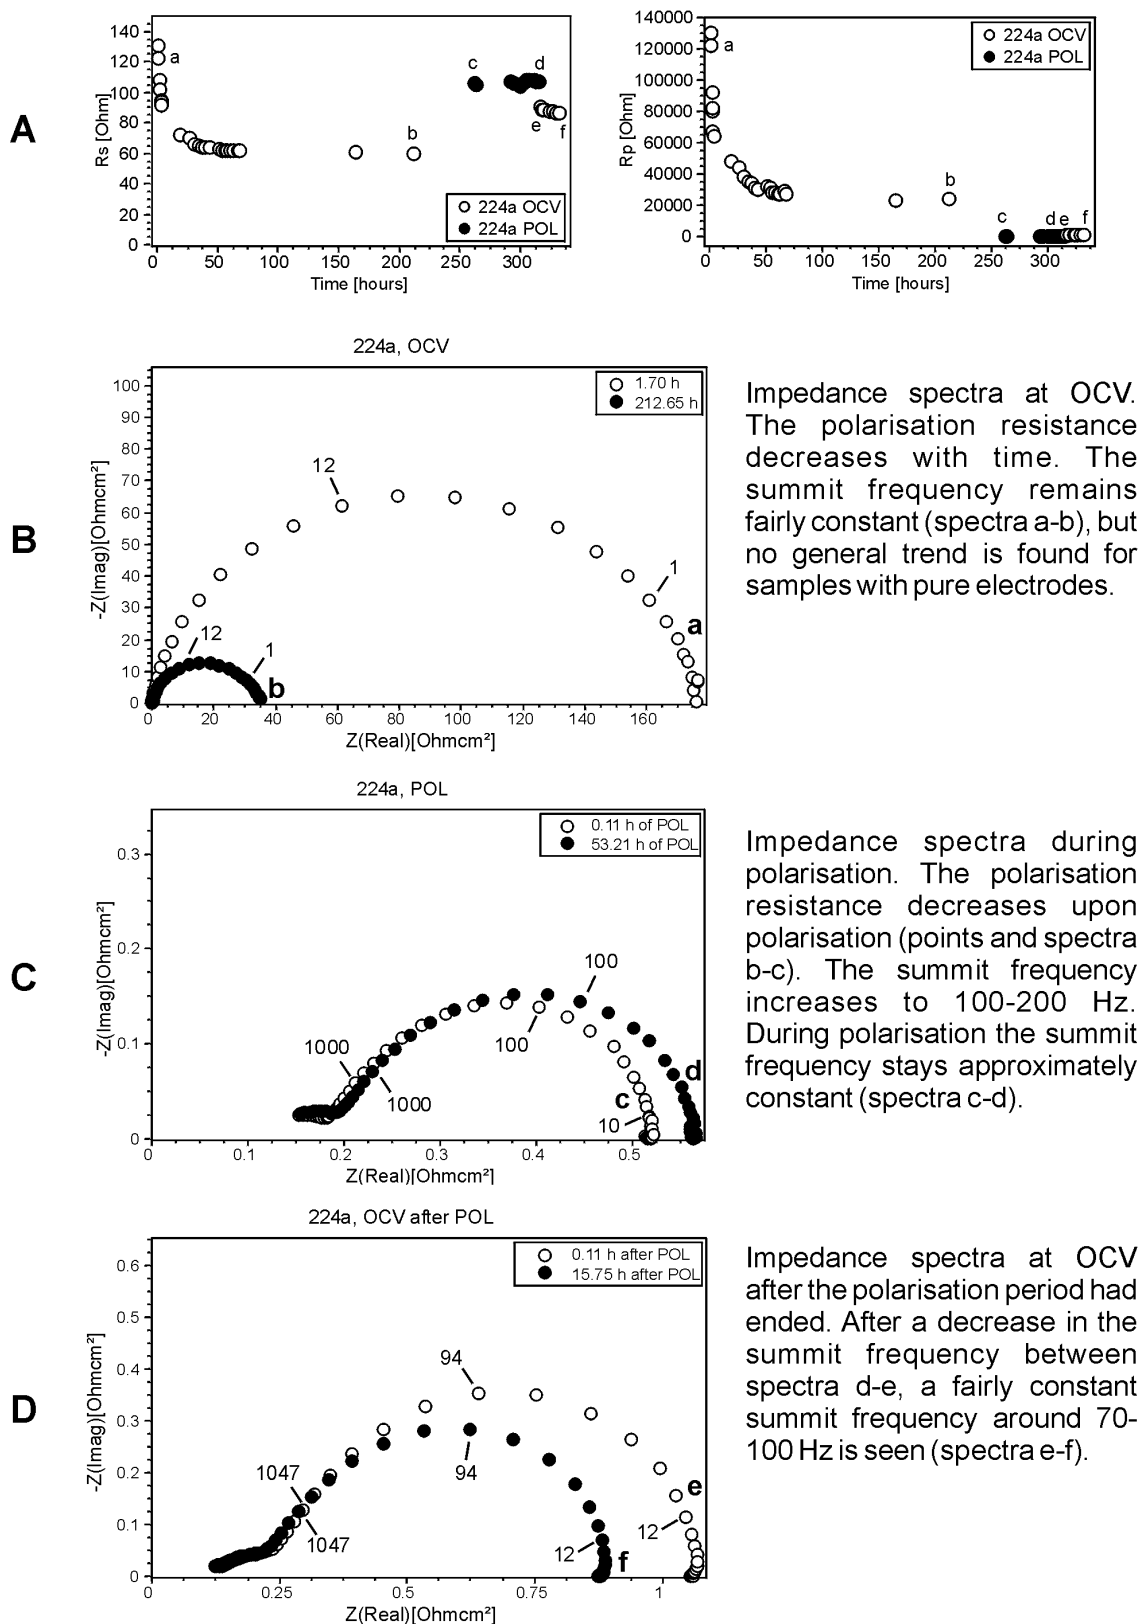 A
140
120
100
80
60
40
20
0
Rs [Ohm]
a
b
c
d
e
f
224a OCV
224a POL
0 50 100 150 200 250 300
Time [hours]
140000
120000
100000
80000
60000
40000
20000
0
Rp [Ohm]
a
b
c
d e f
224a OCV
224a POL
0 50 100 150 200 250 300
Time [hours]
B
224a, OCV
100
90
80
70
60
50
40
30
20
10
0
-Z(Imag)[Ohmcm²]
1.70 h
212.65 h
12
1
a
12
1
b
0 20 40 60 80 100 120 140 160
Z(Real)[Ohmcm²]
Impedance spectra at OCV.
The polarisation resistance
decreases with time. The
summit frequency remains
fairly constant (spectra a-b), but
no general trend is found for
samples with pure electrodes.
C
224a, POL
0.3
0.2
0.1
0
-Z(Imag)[Ohmcm²]
0.11 h of POL
53.21 h of POL
100
100
1000
1000
d
c
10
0 0.1 0.2 0.3 0.4 0.5
Z(Real)[Ohmcm²]
Impedance spectra during
polarisation. The polarisation
resistance decreases upon
polarisation (points and spectra
b-c). The summit frequency
increases to 100-200 Hz.
During polarisation the summit
frequency stays approximately
constant (spectra c-d).
D
224a, OCV after POL
0.6
0.5
0.4
0.3
0.2
0.1
0
-Z(Imag)[Ohmcm²]
0.11 h after POL
15.75 h after POL
94
94
1047
1047
e
12
12
f
0 0.25 0.5 0.75 1
Z(Real)[Ohmcm²]
Impedance spectra at OCV
after the polarisation period had
ended. After a decrease in the
summit frequency between
spectra d-e, a fairly constant
summit frequency around 70-
100 Hz is seen (spectra e-f).